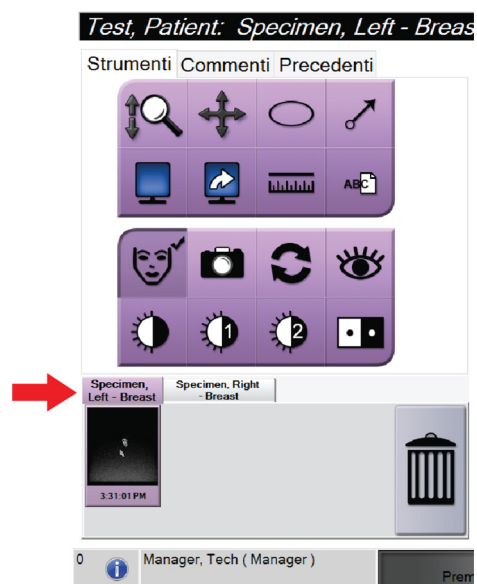 Test, Patient: Specimen, Left - Breas
Strumenti Commenti Precedenti
ABC
1 2
Specimen,
Left - Breast
Specimen, Right
- Breast
3:31:01 PM
0 i Manager, Tech ( Manager )
Prem